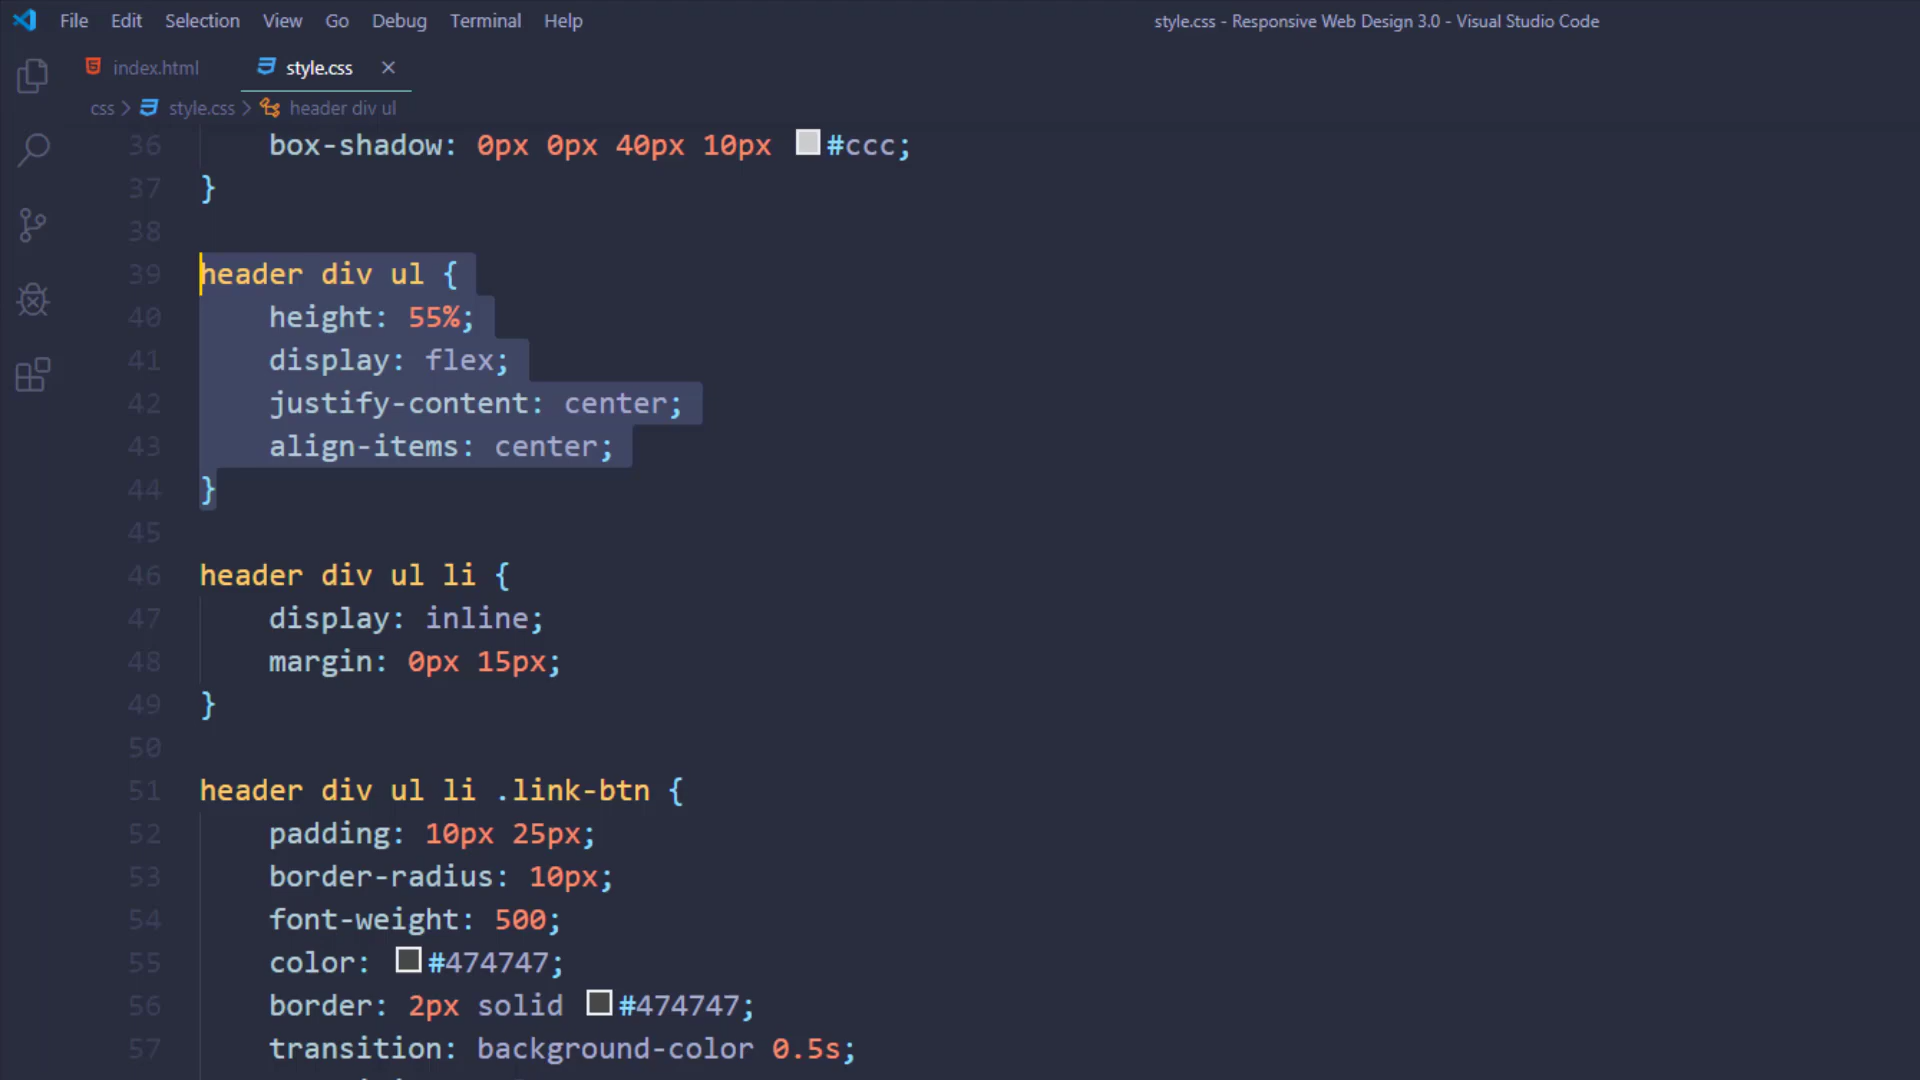 File Edit Selection View Go Debug Terminal Help style.css - Responsive Web Design 3.0 - Visual Studio Code
index.html style.css
css > style.css > header div ul
36 box-shadow: 0px 0px 40px 10px #ccc;
37 }
38
39 header div ul {
40 height: 55%;
41 display: flex;
42 justify-content: center;
43 align-items: center;
44 }
45
46 header div ul li {
47 display: inline;
48 margin: 0px 15px;
49 }
50
51 header div ul li .link-btn {
52 padding: 10px 25px;
53 border-radius: 10px;
54 font-weight: 500;
55 color: #474747;
56 border: 2px solid #474747;
57 transition: background-color 0.5s;